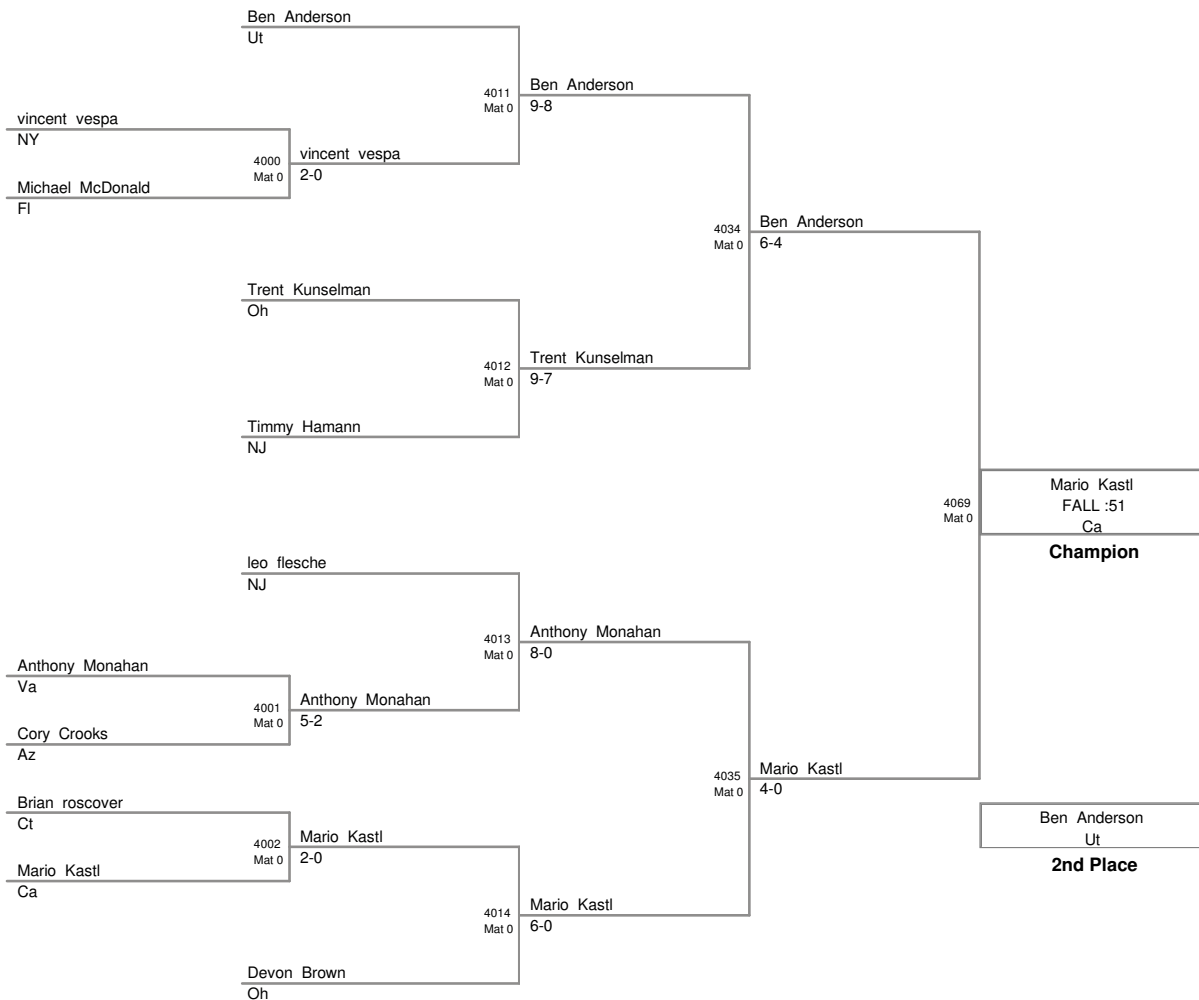 Ben Anderson
Ut
4011
Mat 0
Ben Anderson
9-8
vincent vespa
NY
4000
Mat 0
vincent vespa
2-0
Michael McDonald
Fl
4034
Mat 0
Ben Anderson
6-4
Trent Kunselman
Oh
4012
Mat 0
Trent Kunselman
9-7
Timmy Hamann
NJ
4069
Mat 0
Mario Kastl
FALL :51
Ca
Champion
leo flesche
NJ
4013
Mat 0
Anthony Monahan
8-0
Anthony Monahan
Va
4001
Mat 0
Anthony Monahan
5-2
Cory Crooks
Az
4035
Mat 0
Mario Kastl
4-0
Brian roscover
Ct
4002
Mat 0
Mario Kastl
2-0
Mario Kastl
Ca
Ben Anderson
Ut
2nd Place
4014
Mat 0
Mario Kastl
6-0
Devon Brown
Oh